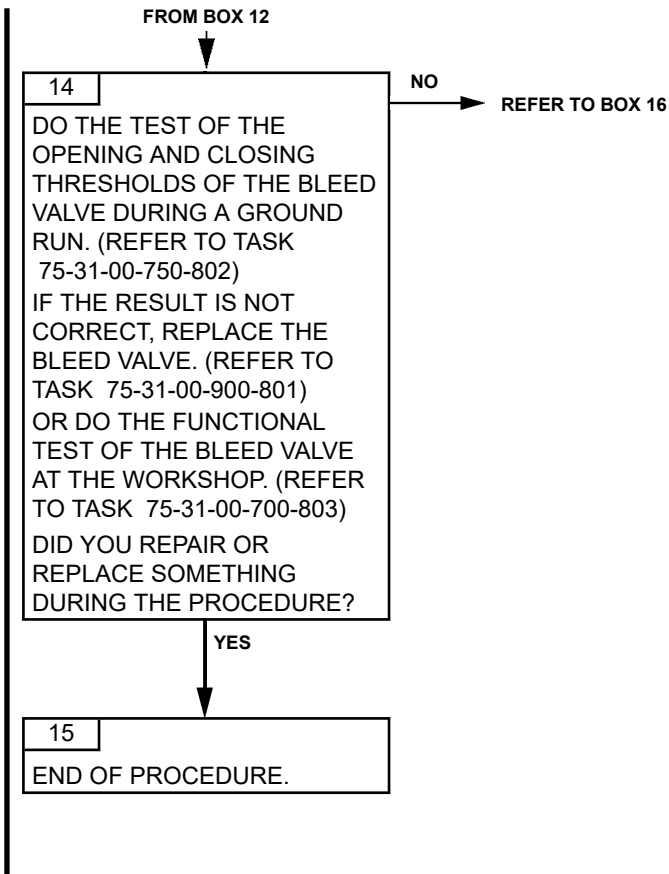 FROM BOX 12
14
NO
REFER TO BOX 16
DO THE TEST OF THE
OPENING AND CLOSING
THRESHOLDS OF THE BLEED
VALVE DURING A GROUND
RUN. (REFER TO TASK
75-31-00-750-802)
IF THE RESULT IS NOT
CORRECT, REPLACE THE
BLEED VALVE. (REFER TO
TASK 75-31-00-900-801)
OR DO THE FUNCTIONAL
TEST OF THE BLEED VALVE
AT THE WORKSHOP. (REFER
TO TASK 75-31-00-700-803)
DID YOU REPAIR OR
REPLACE SOMETHING
DURING THE PROCEDURE?
YES
15
END OF PROCEDURE.